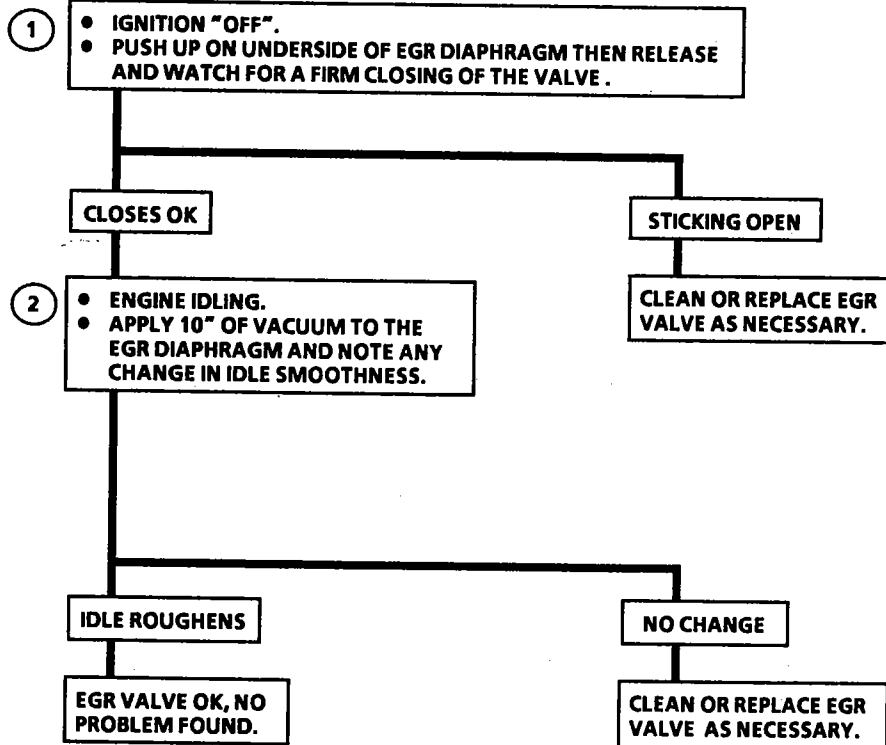 1
• IGNITION "OFF".
• PUSH UP ON UNDERSIDE OF EGR DIAPHRAGM THEN RELEASE
AND WATCH FOR A FIRM CLOSING OF THE VALVE .
CLOSES OK
STICKING OPEN
CLEAN OR REPLACE EGR
VALVE AS NECESSARY.
2
• ENGINE IDLING.
• APPLY 10" OF VACUUM TO THE
EGR DIAPHRAGM AND NOTE ANY
CHANGE IN IDLE SMOOTHNESS.
IDLE ROUGHENS
NO CHANGE
EGR VALVE OK, NO
PROBLEM FOUND.
CLEAN OR REPLACE EGR
VALVE AS NECESSARY.